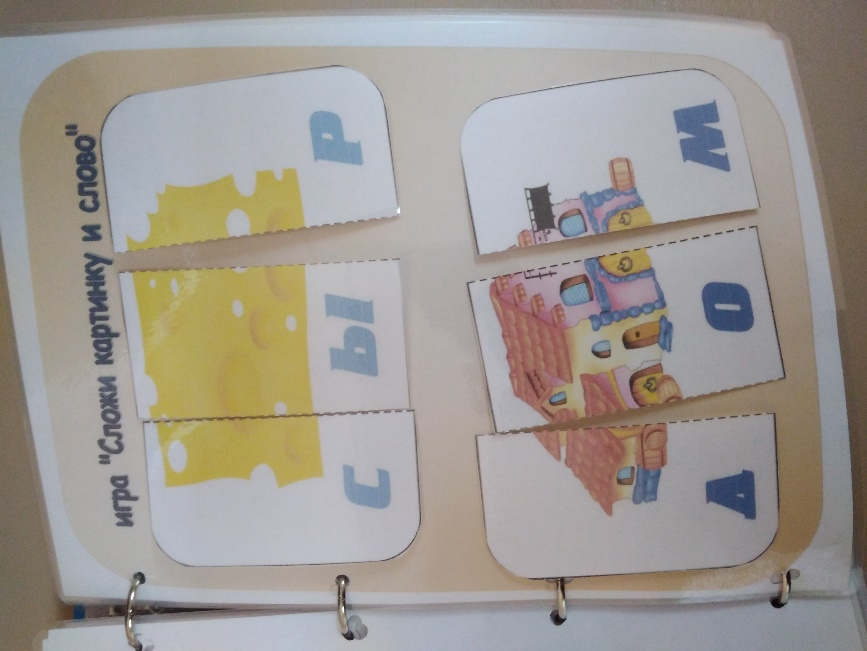 игра "Сложи картинку и слово"
С Ы Р
Д О М